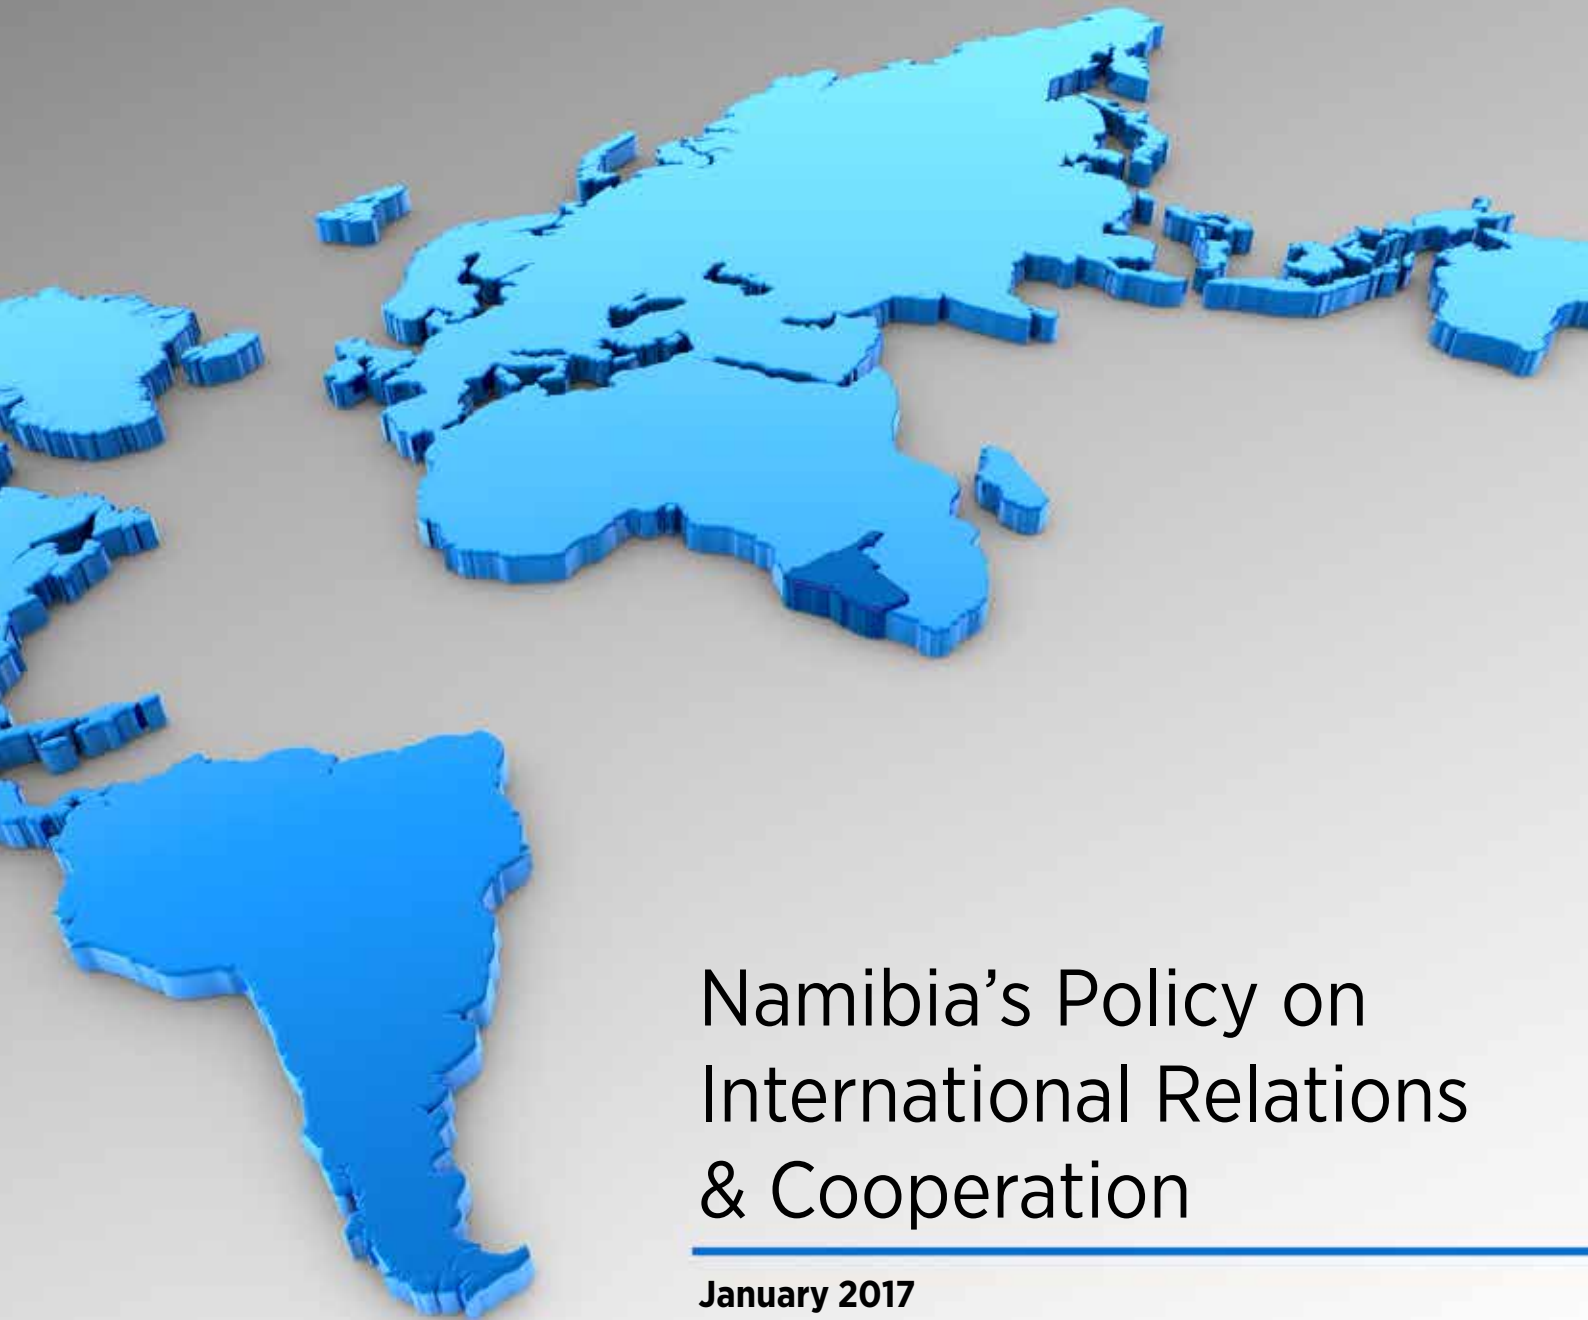 Namibia’s Policy on
International Relations
& Cooperation
January 2017